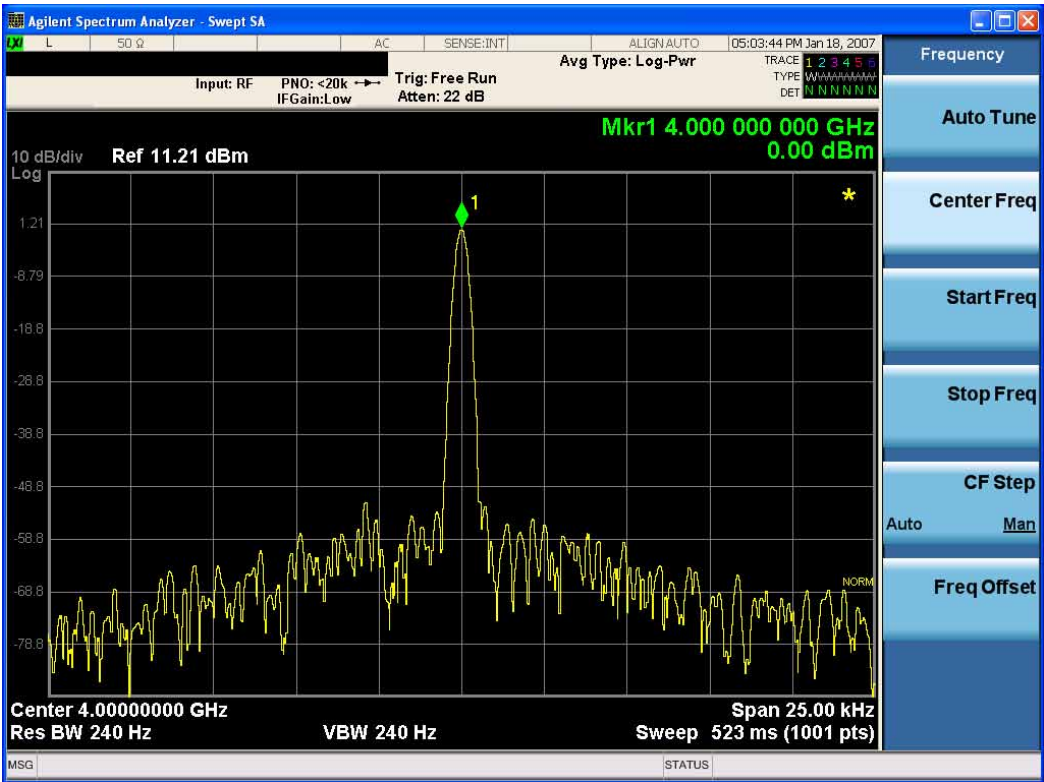 Agilent Spectrum Analyzer - Swept SA
LXI L 50 Ω AC SENSE:INT ALIGN AUTO 05:03:44 PM Jan 18, 2007
Frequency
Input: RF PNO: <20k Trig: Free Run Avg Type: Log-Pwr TRACE 1 2 3 4 5 6
IFGain:Low Atten: 22 dB TYPE
DET N N N N N N
Auto Tune
Mkr1 4.000 000 000 GHz
0.00 dBm
10 dB/div Ref 11.21 dBm
Log
1
*
Center Freq
1.21
-8.79
Start Freq
-18.8
-28.8
Stop Freq
-38.8
-48.8
CF Step
Auto Man
-58.8
NORM
-68.8
Freq Offset
-78.8
Center 4.00000000 GHz Span 25.00 kHz
Res BW 240 Hz VBW 240 Hz Sweep 523 ms (1001 pts)
MSG STATUS